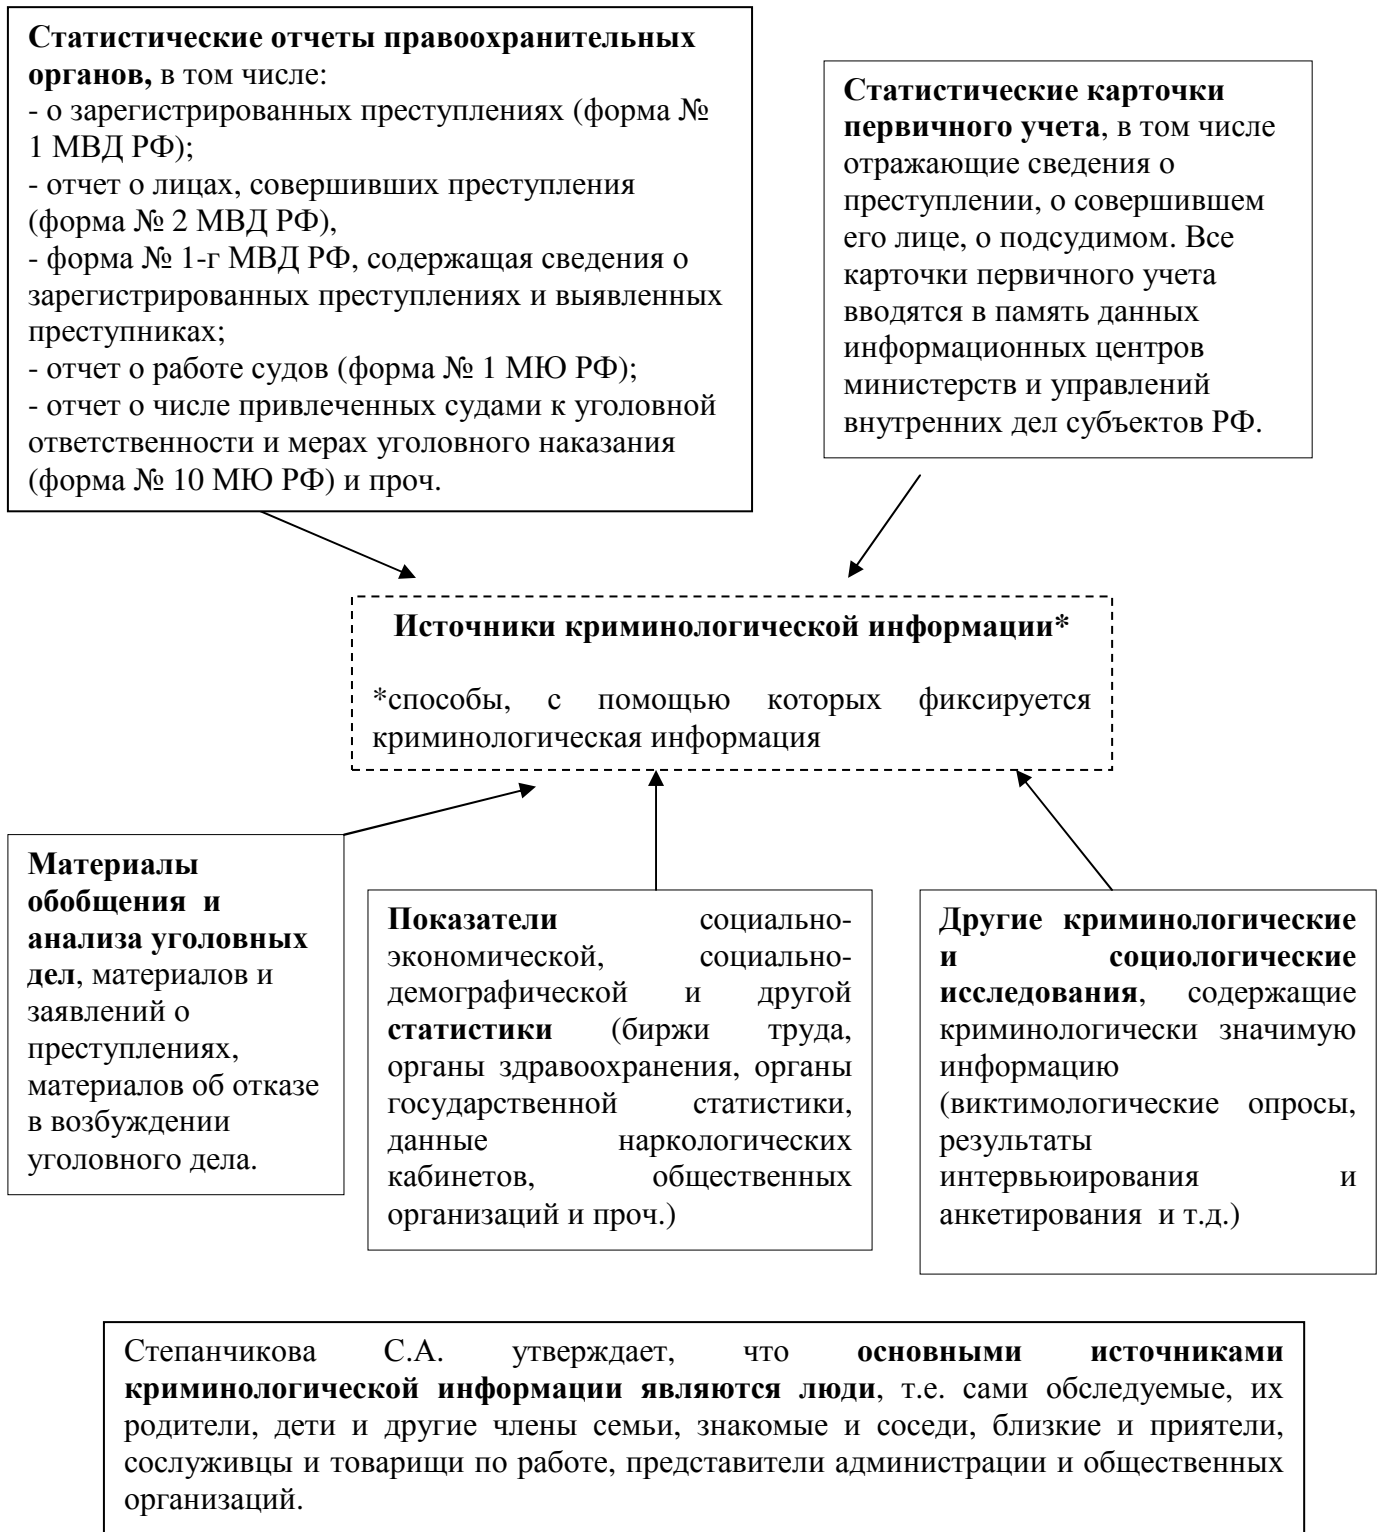 Статистические отчеты правоохранительных
органов, в том числе:
- о зарегистрированных преступлениях (форма №
1 МВД РФ);
- отчет о лицах, совершивших преступления
(форма № 2 МВД РФ),
- форма № 1-г МВД РФ, содержащая сведения о
зарегистрированных преступлениях и выявленных
преступниках;
- отчет о работе судов (форма № 1 МЮ РФ);
- отчет о числе привлеченных судами к уголовной
ответственности и мерах уголовного наказания
(форма № 10 МЮ РФ) и проч.
Статистические карточки
первичного учета, в том числе
отражающие сведения о
преступлении, о совершившем
его лице, о подсудимом. Все
карточки первичного учета
вводятся в память данных
информационных центров
министерств и управлений
внутренних дел субъектов РФ.
Источники криминологической информации*
*способы, с помощью которых фиксируется
криминологическая информация
Материалы
обобщения и
анализа уголовных
дел, материалов и
заявлений о
преступлениях,
материалов об отказе
в возбуждении
уголовного дела.
Показатели социально-
экономической, социально-
демографической и другой
статистики (биржи труда,
органы здравоохранения, органы
государственной статистики,
данные наркологических
кабинетов, общественных
организаций и проч.)
Другие криминологические
и социологические
исследования, содержащие
криминологически значимую
информацию
(виктимологические опросы,
результаты
интервьюирования и
анкетирования и т.д.)
Степанчикова С.А. утверждает, что основными источниками
криминологической информации являются люди, т.е. сами обследуемые, их
родители, дети и другие члены семьи, знакомые и соседи, близкие и приятели,
сослуживцы и товарищи по работе, представители администрации и общественных
организаций.